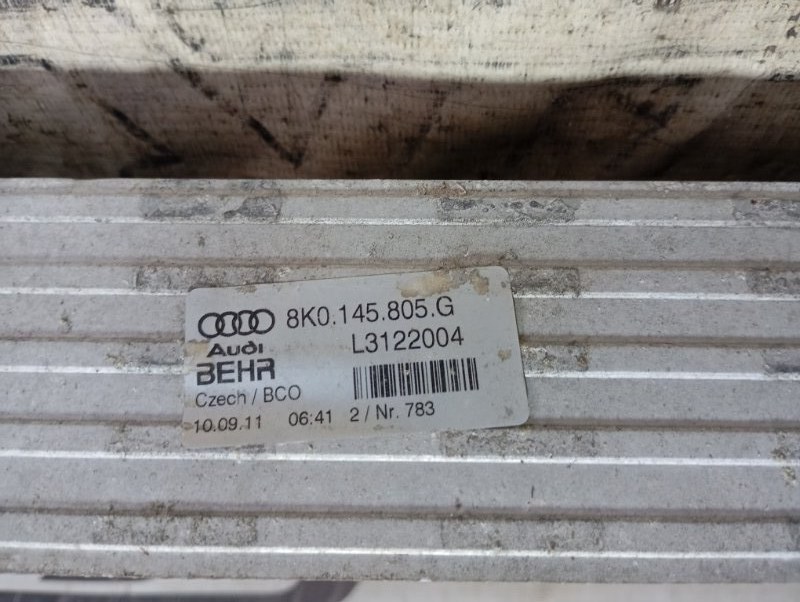 8K0.145.805.G
Audi L3122004
BEHR
Czech / BCO
10.09.11 06:41 2 / Nr. 783